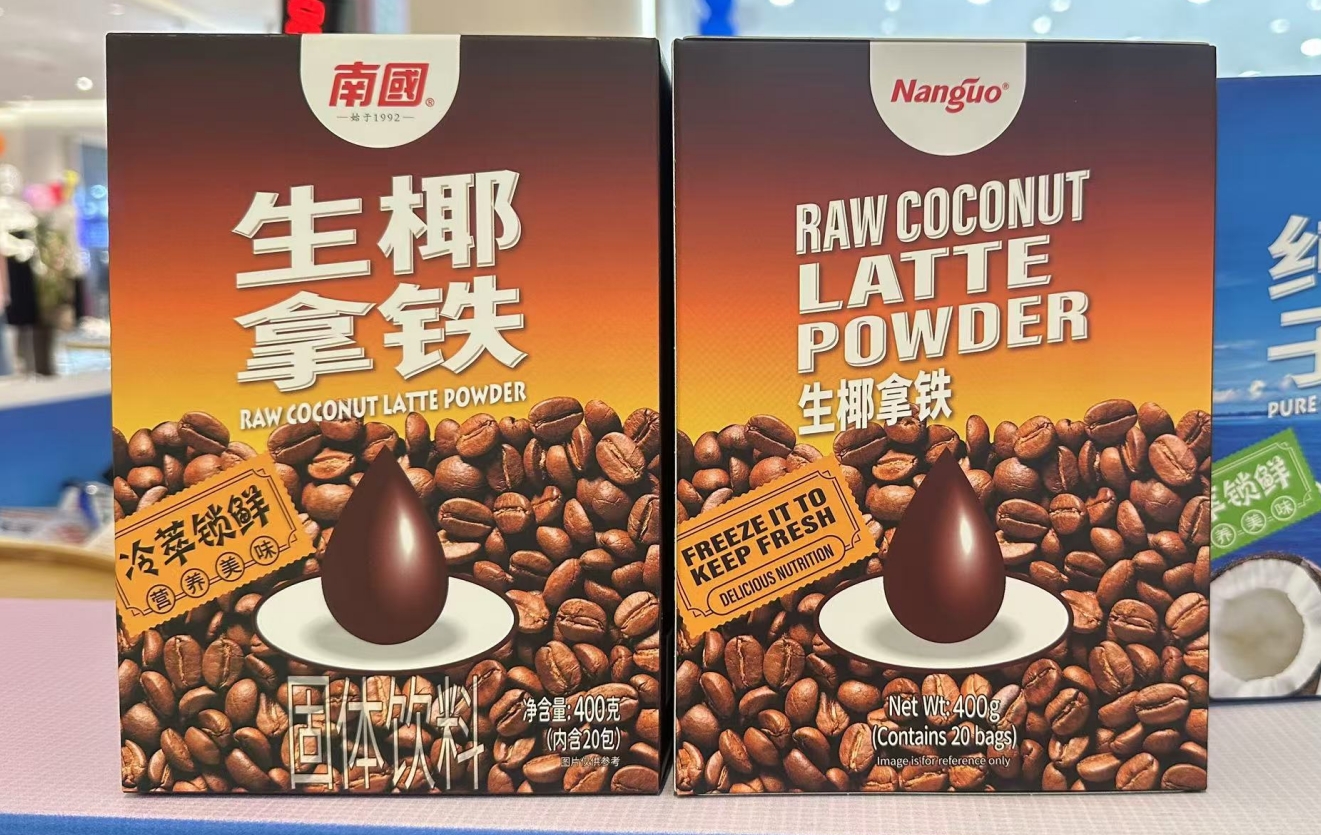 南國®
始于1992
生椰
拿铁
RAW COCONUT LATTE POWDER
冷萃锁鲜
营养美味
固体饮料
净含量:400克
(内含20包)
图片仅供参考
Nanguo®
RAW COCONUT
LATTE
POWDER
生椰拿铁
FREEZE IT TO
KEEP FRESH
DELICIOUS NUTRITION
Net Wt: 400g
(Contains 20 bags)
Image is for reference only
PURE
锁鲜
养美味